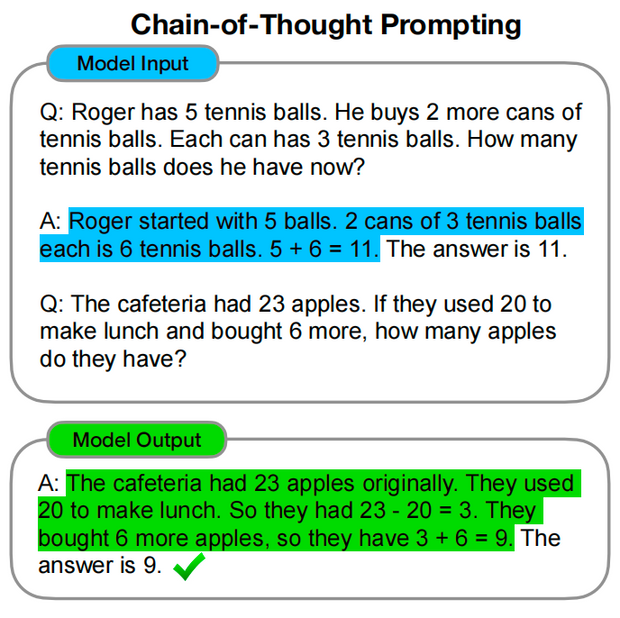 Chain-of-Thought Prompting
Model Input
Q: Roger has 5 tennis balls. He buys 2 more cans of
tennis balls. Each can has 3 tennis balls. How many
tennis balls does he have now?
A: Roger started with 5 balls. 2 cans of 3 tennis balls
each is 6 tennis balls. 5 + 6 = 11. The answer is 11.
Q: The cafeteria had 23 apples. If they used 20 to
make lunch and bought 6 more, how many apples
do they have?
Model Output
A: The cafeteria had 23 apples originally. They used
20 to make lunch. So they had 23 - 20 = 3. They
bought 6 more apples, so they have 3 + 6 = 9. The
answer is 9.